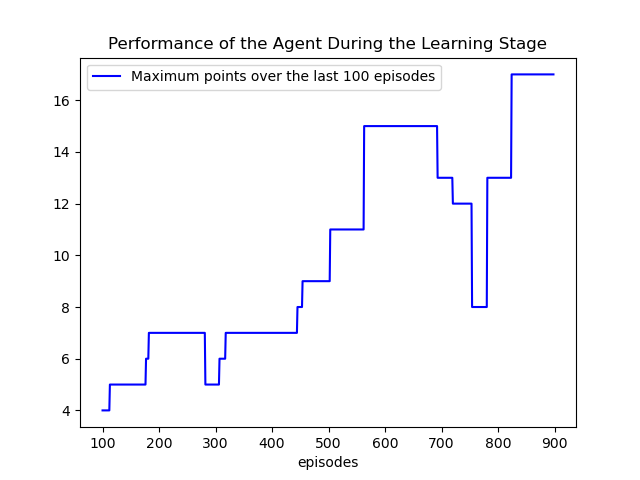 Performance of the Agent During the Learning Stage
Maximum points over the last 100 episodes
16
14
12
10
8
6
4
100 200 300 400 500 600 700 800 900
episodes